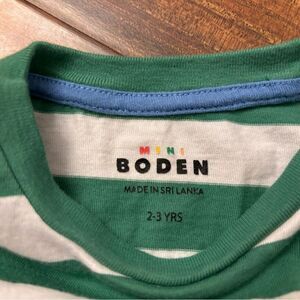 MINI
BODEN
MADE IN SRI LANKA
2-3 YRS